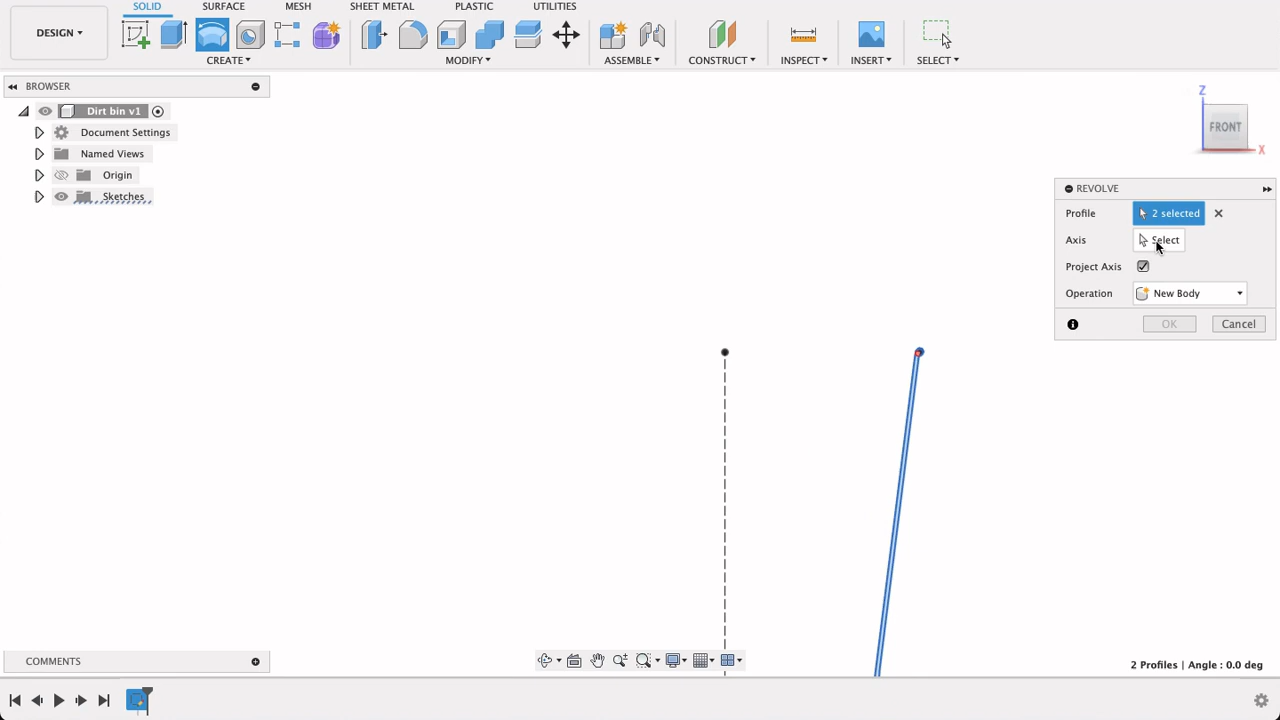 SOLID SURFACE MESH SHEET METAL PLASTIC UTILITIES
DESIGN
CREATE MODIFY ASSEMBLE CONSTRUCT INSPECT INSERT SELECT
BROWSER
Dirt bin v1
Document Settings
Named Views
Origin
Sketches
FRONT
Z
X
REVOLVE
Profile 2 selected
Axis Select
Project Axis
Operation New Body
OK Cancel
COMMENTS
2 Profiles | Angle : 0.0 deg